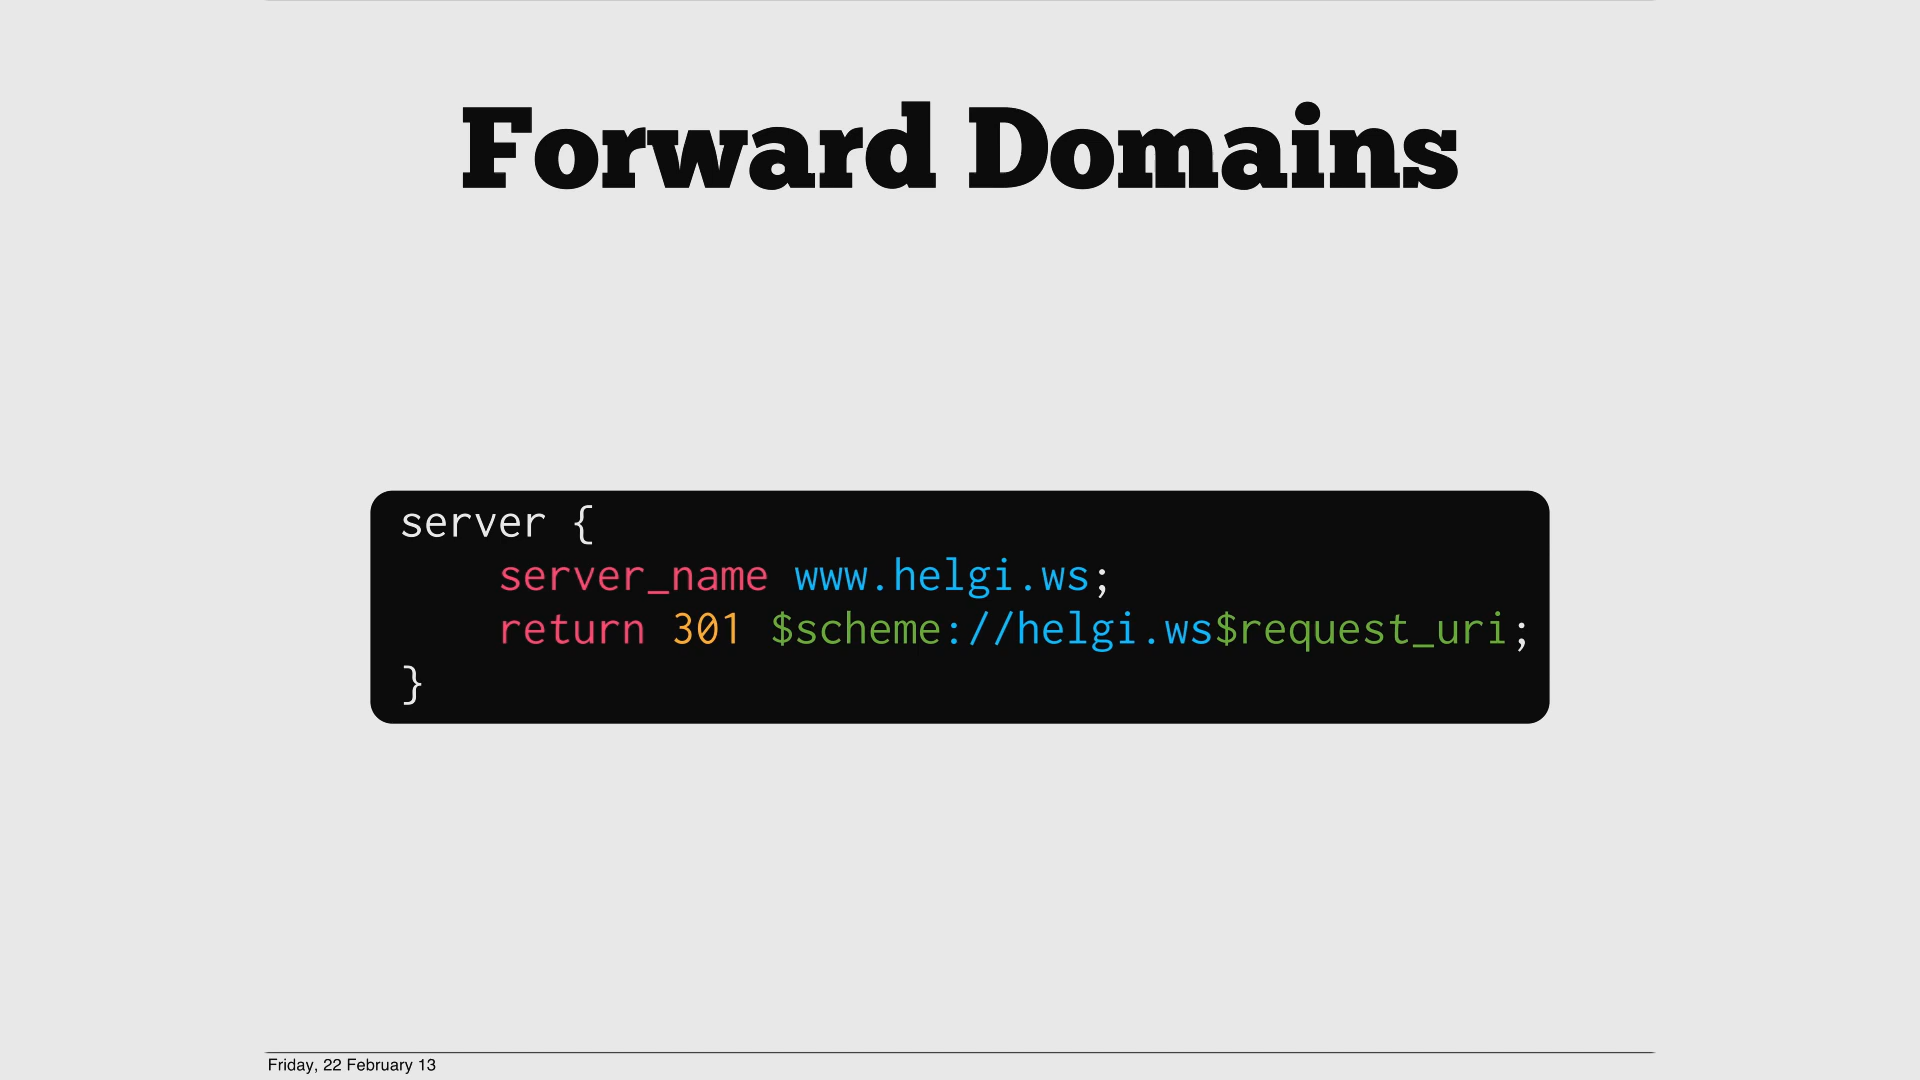 Forward Domains
server {
    server_name www.helgi.ws;
    return 301 $scheme://helgi.ws$request_uri;
}
Friday, 22 February 13